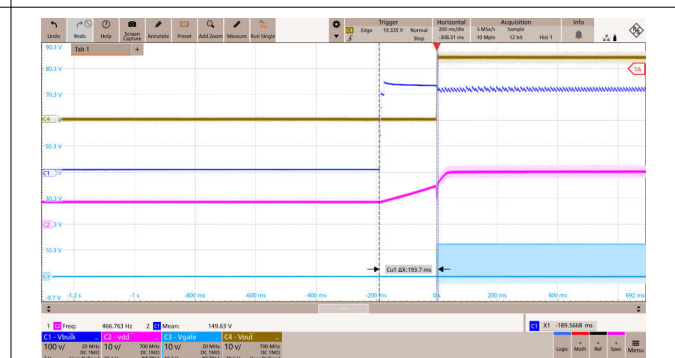 Undo Redo Help Screen Capture Annotate Preset Add Zoom Measure Run Single
Trigger
Edge 19.335 V Normal
Stop
Horizontal
200 ms/div
-308.31 ms
Acquisition
5 MSa/s Sample
10 Mpts 12 bit Hist 1
Info
Tab 1 +
90.3 V
80.3 V
TA
70.3 V
C4
50.3 V
C1
30.3 V
C2
10.3 V
C3
Cu1 ΔX:193.7 ms
-9.7 V -1.2 s -1 s -800 ms -600 ms -400 ms -200 ms 0 s 200 ms 400 ms 692 ms
1 C2 Freq: 466.763 Hz 2 C1 Mean: 149.63 V
C1 X1 -189.5668 ms
C1 - Vbulk C2 - vdd C3 - Vgate C4 - Vout
100 V/ 20 MHz 10 V/ 700 MHz 10 V/ 20 MHz 10 V/ 700 MHz
DC 1MΩ DC 1MΩ DC 1MΩ DC 1MΩ
Logic Math Ref Spec Menu